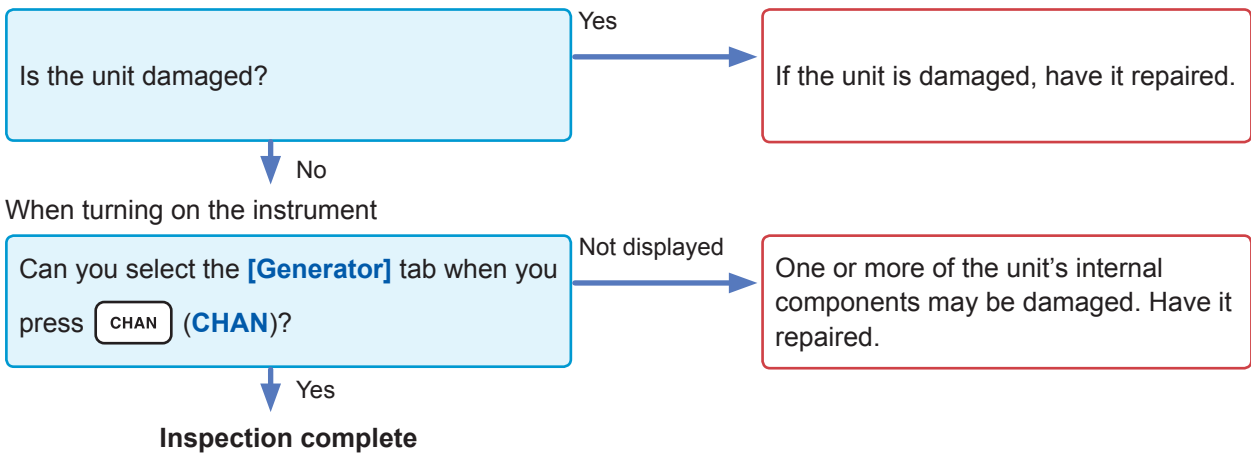 Yes
Is the unit damaged?
If the unit is damaged, have it repaired.
No
When turning on the instrument
Can you select the [Generator] tab when you
press CHAN (CHAN)?
Not displayed
One or more of the unit's internal
components may be damaged. Have it
repaired.
Yes
Inspection complete